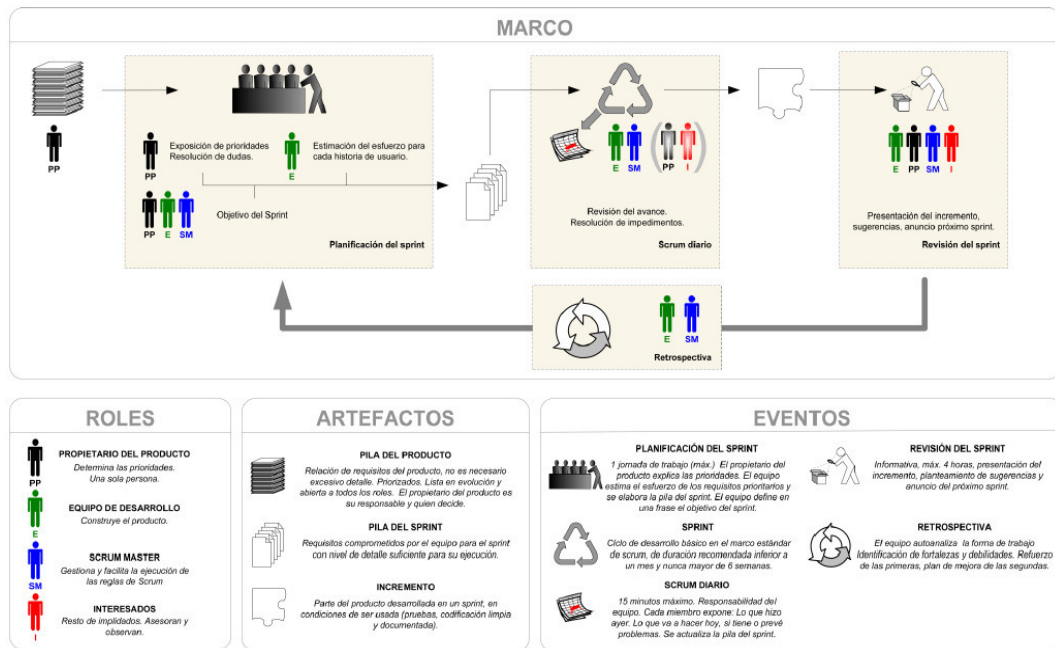 MARCO
PP
PP
Exposición de prioridades
Resolución de dudas.
E
Estimación del esfuerzo para
cada historia de usuario.
PP E SM
Objetivo del Sprint
Planificación del sprint
E SM (PP I)
Revisión del avance.
Resolución de impedimentos.
Scrum diario
E PP SM I
Presentación del incremento,
sugerencias, anuncio próximo sprint.
Revisión del sprint
E SM
Retrospectiva
ROLES
PP
PROPIETARIO DEL PRODUCTO
Determina las prioridades.
Una sola persona.
E
EQUIPO DE DESARROLLO
Construye el producto.
SM
SCRUM MASTER
Gestiona y facilita la ejecución de
las reglas de Scrum
I
INTERESADOS
Resto de implidados. Asesoran y
observan.
ARTEFACTOS
PILA DEL PRODUCTO
Relación de requisitos del producto, no es necesario
excesivo detalle. Priorizados. Lista en evolución y
abierta a todos los roles. El propietario del producto es
su responsable y quien decide.
PILA DEL SPRINT
Requisitos comprometidos por el equipo para el sprint
con nivel de detalle suficiente para su ejecución.
INCREMENTO
Parte del producto desarrollada en un sprint, en
condiciones de ser usada (pruebas, codificación limpia
y documentada).
EVENTOS
PLANIFICACIÓN DEL SPRINT
1 jornada de trabajo (máx.) El propietario del
producto explica las prioridades. El equipo
estima el esfuerzo de los requisitos prioritarios y
se elabora la pila del sprint. El equipo define en
una frase el objetivo del sprint.
SPRINT
Ciclo de desarrollo básico en el marco estándar
de scrum, de duración recomendada inferior a
un mes y nunca mayor de 6 semanas.
SCRUM DIARIO
15 minutos máximo. Responsabilidad del
equipo. Cada miembro expone: Lo que hizo
ayer. Lo que va a hacer hoy, si tiene o prevé
problemas. Se actualiza la pila del sprint.
REVISIÓN DEL SPRINT
Informativa, máx. 4 horas, presentación del
incremento, planteamiento de sugerencias y
anuncio del próximo sprint.
RETROSPECTIVA
El equipo autoanaliza la forma de trabajo
Identificación de fortalezas y debilidades. Refuerzo
de las primeras, plan de mejora de las segundas.